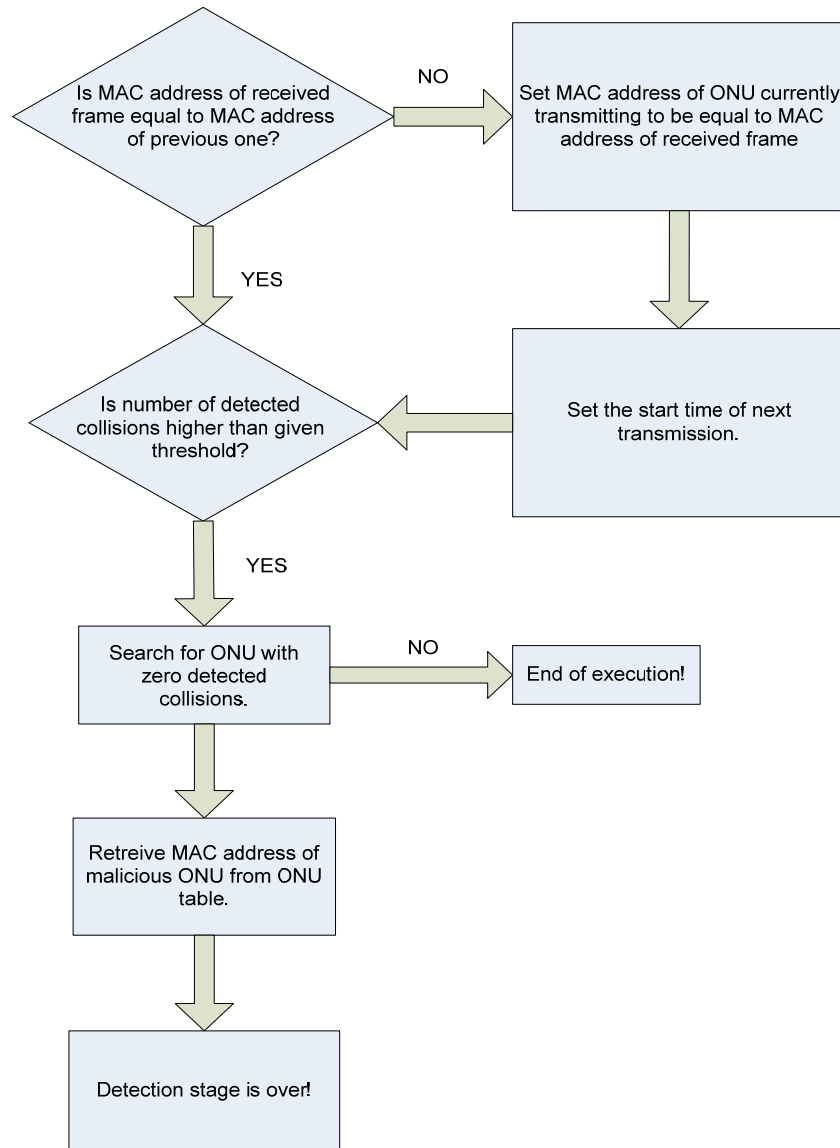 Is MAC address of received
frame equal to MAC address
of previous one?
NO
Set MAC address of ONU currently
transmitting to be equal to MAC
address of received frame
YES
Is number of detected
collisions higher than given
threshold?
Set the start time of next
transmission.
YES
Search for ONU with
zero detected
collisions.
NO
End of execution!
Retreive MAC address of
malicious ONU from ONU
table.
Detection stage is over!